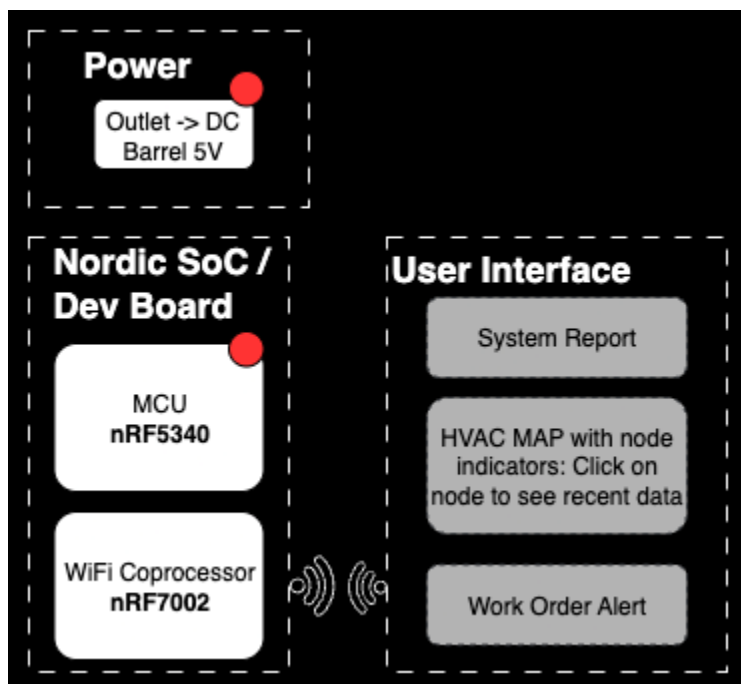 Power
Outlet -> DC
Barrel 5V
Nordic SoC /
Dev Board
MCU
nRF5340
WiFi Coprocessor
nRF7002
User Interface
System Report
HVAC MAP with node
indicators: Click on
node to see recent data
Work Order Alert